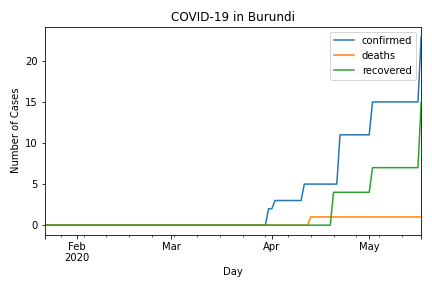 COVID-19 in Burundi
confirmed
deaths
recovered
Number of Cases
20
15
10
5
0
Feb
2020
Mar
Apr
May
Day